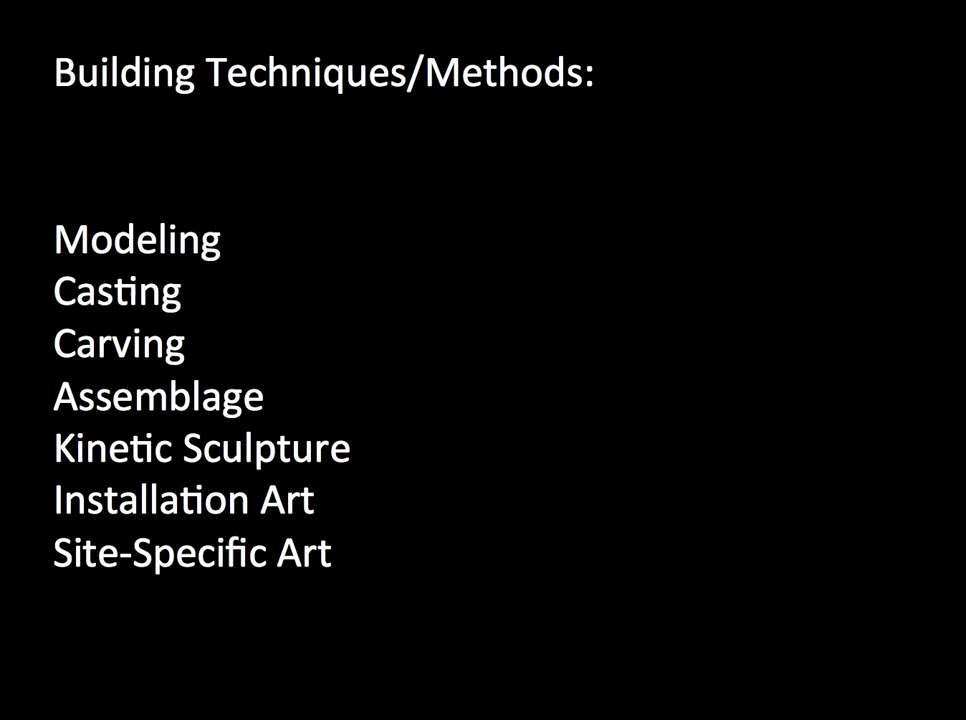 Building Techniques/Methods:
Modeling
Casting
Carving
Assemblage
Kinetic Sculpture
Installation Art
Site-Specific Art